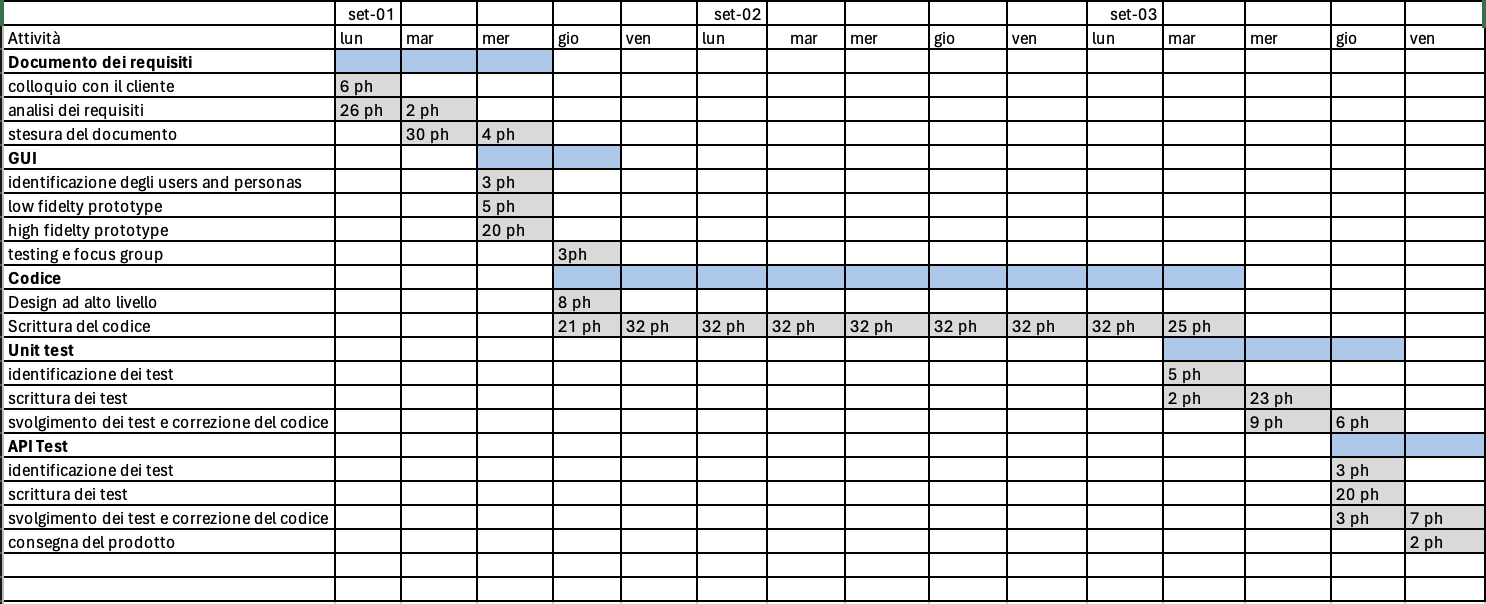 set-01 set-02 set-03
Attività lun mar mer gio ven lun mar mer gio ven lun mar mer gio ven
Documento dei requisiti
colloquio con il cliente 6 ph
analisi dei requisiti 26 ph 2 ph
stesura del documento 30 ph 4 ph
GUI
identificazione degli users and personas 3 ph
low fidelty prototype 5 ph
high fidelty prototype 20 ph
testing e focus group 3ph
Codice
Design ad alto livello 8 ph
Scrittura del codice 21 ph 32 ph 32 ph 32 ph 32 ph 32 ph 32 ph 32 ph 25 ph
Unit test
identificazione dei test 5 ph
scrittura dei test 2 ph 23 ph
svolgimento dei test e correzione del codice 9 ph 6 ph
API Test
identificazione dei test 3 ph
scrittura dei test 20 ph
svolgimento dei test e correzione del codice 3 ph 7 ph
consegna del prodotto 2 ph